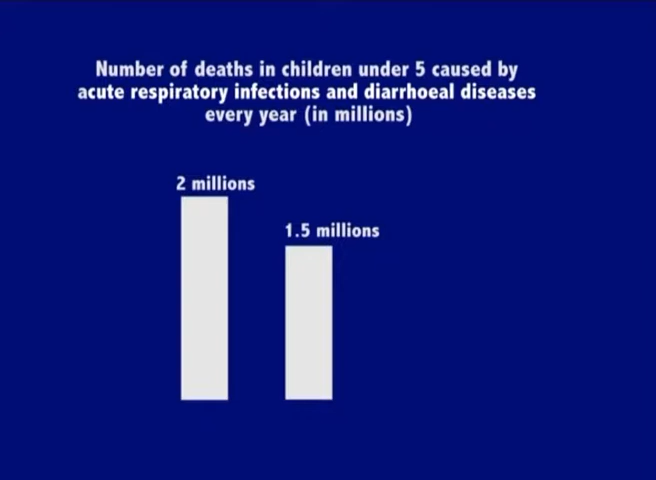 Number of deaths in children under 5 caused by
acute respiratory infections and diarrhoeal diseases
every year (in millions)
2 millions
1.5 millions